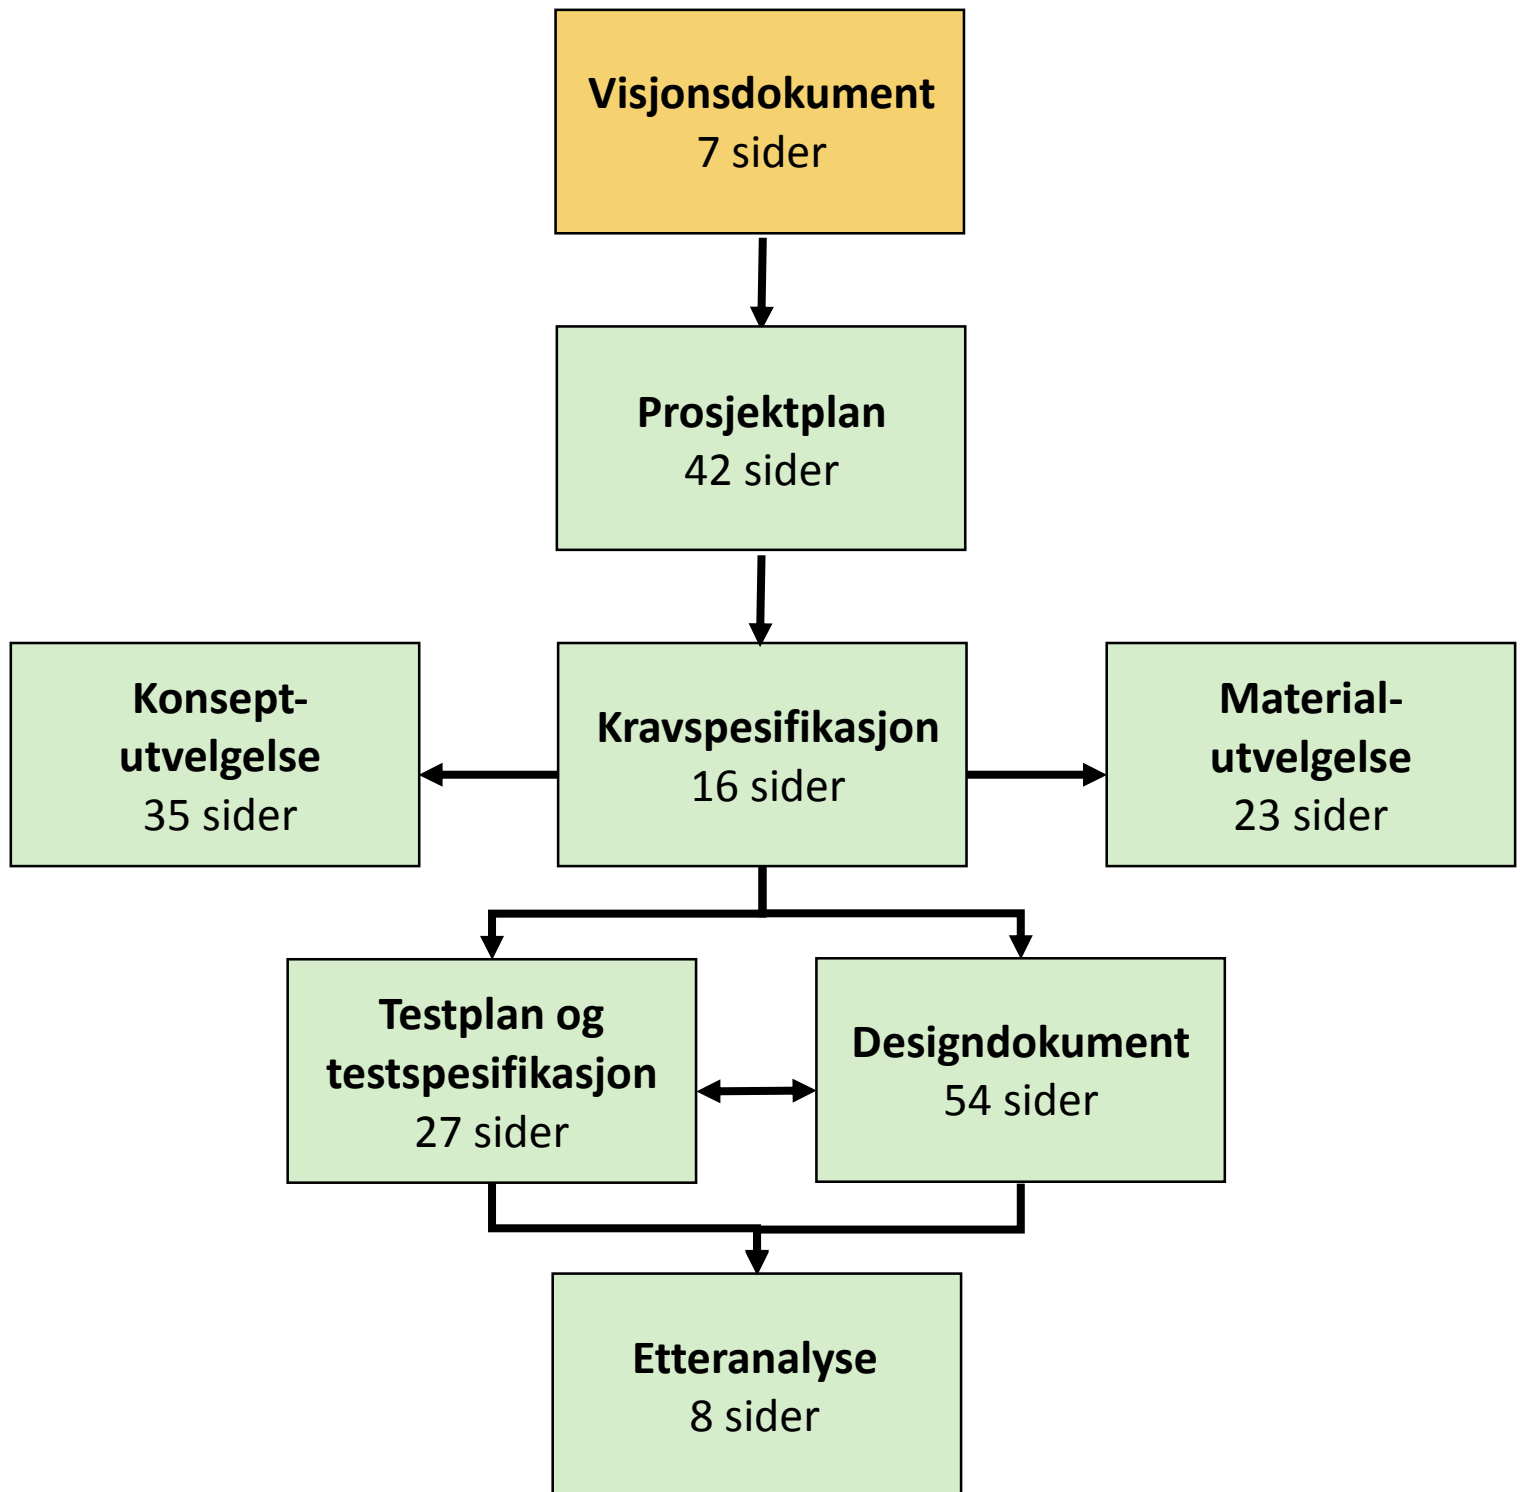 Visjonsdokument
7 sider
Prosjektplan
42 sider
Konsept-
utvelgelse
35 sider
Kravspesifikasjon
16 sider
Material-
utvelgelse
23 sider
Testplan og
testspesifikasjon
27 sider
Designdokument
54 sider
Etteranalyse
8 sider